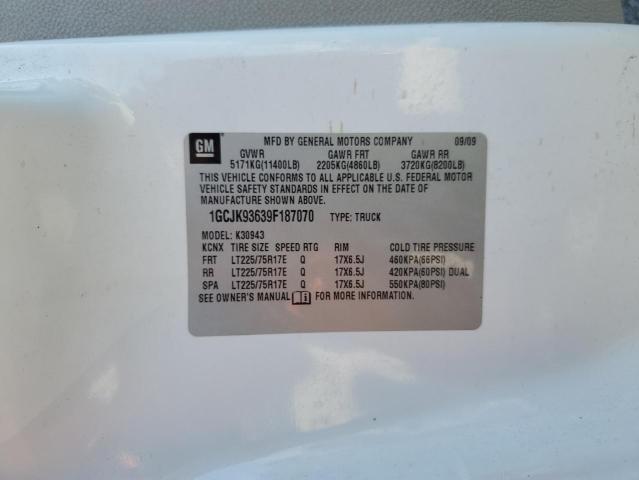 GM
MFD BY GENERAL MOTORS COMPANY 09/09
GVWR GAWR FRT GAWR RR
5171KG(11400LB) 2205KG(4860LB) 3720KG(8200LB)
THIS VEHICLE CONFORMS TO ALL APPLICABLE U.S. FEDERAL MOTOR
VEHICLE SAFETY STANDARDS IN EFFECT ON THE DATE OF
MANUFACTURE SHOWN ABOVE.
1GCJK93639F187070 TYPE: TRUCK
MODEL: K30943
KCNX TIRE SIZE SPEED RTG RIM COLD TIRE PRESSURE
FRT LT225/75R17E Q 17X6.5J 460KPA(66PSI)
RR LT225/75R17E Q 17X6.5J 420KPA(60PSI) DUAL
SPA LT225/75R17E Q 17X6.5J 550KPA(80PSI)
SEE OWNER'S MANUAL FOR MORE INFORMATION.